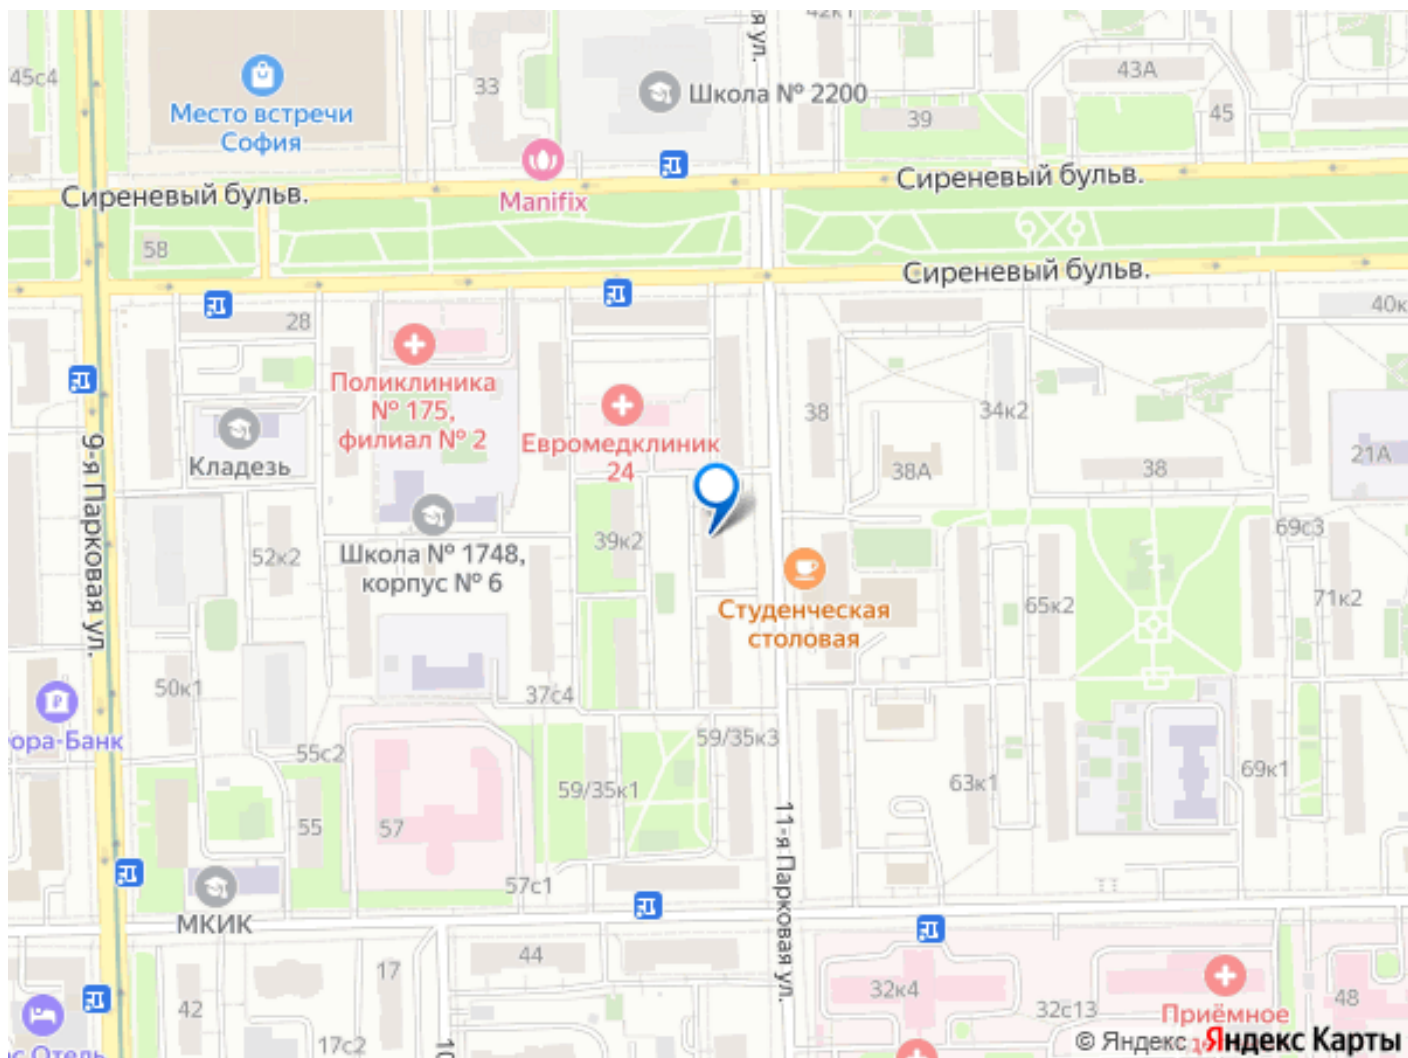 42к1
я ул.
45с4
33
43А
Школа № 2200
Место встречи
София
39
45
Сиреневый бульв.
Manifix
Сиреневый бульв.
58
Сиреневый бульв.
28
40к
Поликлиника
№ 175,
филиал № 2
38
34к2
Евромедклиник
24
9-я Парковая ул.
Кладезь
38А
38
21А
52к2
Школа № 1748,
корпус № 6
39к2
69с3
Студенческая
столовая
65к2
71к2
50к1
37с4
ора-Банк
55с2
59/35к3
59/35к1
63к1
69к1
55
57
11-я Парковая ул.
57с1
МКИК
44
17
42
32к4
32с13
48
Приёмное
17с2
10
с Отель
© Яндекс Яндекс Карты